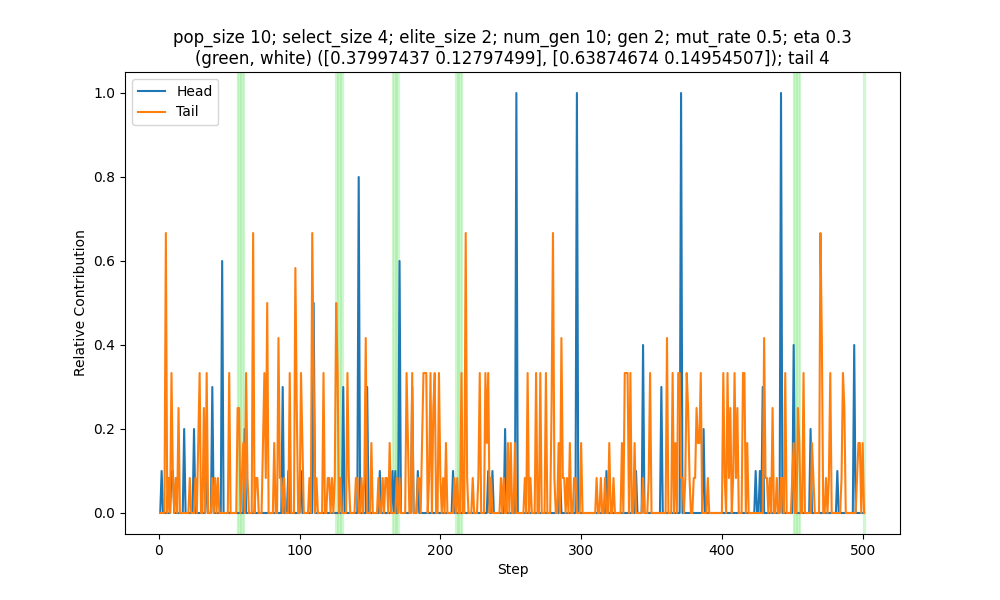 pop_size 10; select_size 4; elite_size 2; num_gen 10; gen 2; mut_rate 0.5; eta 0.3
(green, white) ([0.37997437 0.12797499], [0.63874674 0.14954507]); tail 4
Head
Tail
1.0
0.8
0.6
0.4
0.2
0.0
Relative Contribution
0
100
200
300
400
500
Step